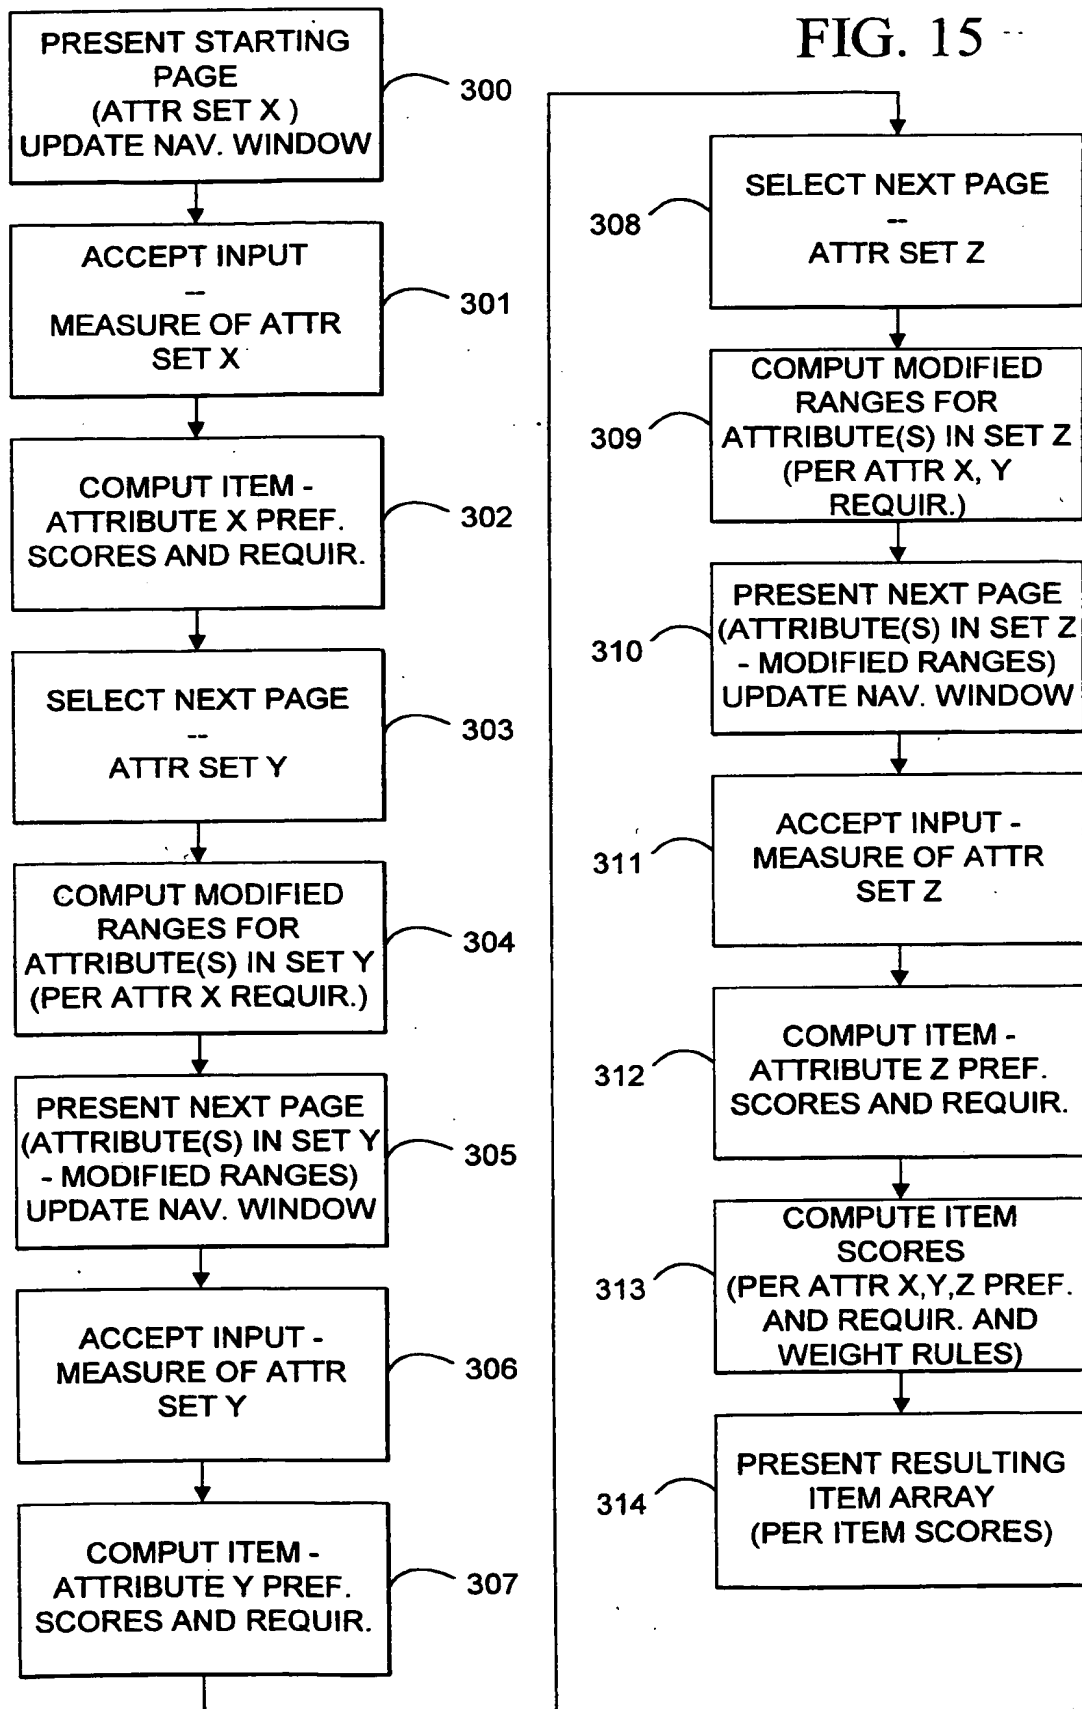 FIG. 15
PRESENT STARTING
PAGE
(ATTR SET X )
UPDATE NAV. WINDOW
300
ACCEPT INPUT
--
MEASURE OF ATTR
SET X
301
COMPUT ITEM -
ATTRIBUTE X PREF.
SCORES AND REQUIR.
302
SELECT NEXT PAGE
--
ATTR SET Y
303
COMPUT MODIFIED
RANGES FOR
ATTRIBUTE(S) IN SET Y
(PER ATTR X REQUIR.)
304
PRESENT NEXT PAGE
(ATTRIBUTE(S) IN SET Y
- MODIFIED RANGES)
UPDATE NAV. WINDOW
305
ACCEPT INPUT -
MEASURE OF ATTR
SET Y
306
COMPUT ITEM -
ATTRIBUTE Y PREF.
SCORES AND REQUIR.
307
SELECT NEXT PAGE
--
ATTR SET Z
308
COMPUT MODIFIED
RANGES FOR
ATTRIBUTE(S) IN SET Z
(PER ATTR X, Y
REQUIR.)
309
PRESENT NEXT PAGE
(ATTRIBUTE(S) IN SET Z
- MODIFIED RANGES)
UPDATE NAV. WINDOW
310
ACCEPT INPUT -
MEASURE OF ATTR
SET Z
311
COMPUT ITEM -
ATTRIBUTE Z PREF.
SCORES AND REQUIR.
312
COMPUTE ITEM
SCORES
(PER ATTR X,Y,Z PREF.
AND REQUIR. AND
WEIGHT RULES)
313
PRESENT RESULTING
ITEM ARRAY
(PER ITEM SCORES)
314